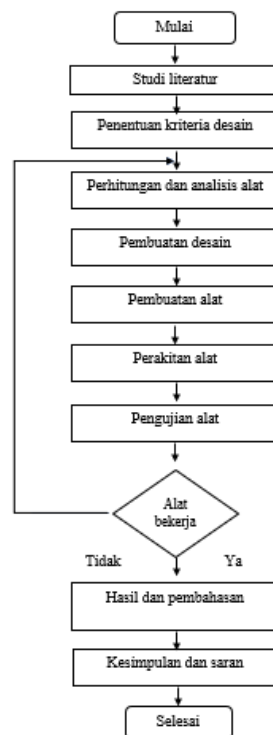 Mulai
Studi literatur
Penentuan kriteria desain
Perhitungan dan analisis alat
Pembuatan desain
Pembuatan alat
Perakitan alat
Pengujian alat
Alat
bekerja
Tidak
Ya
Hasil dan pembahasan
Kesimpulan dan saran
Selesai